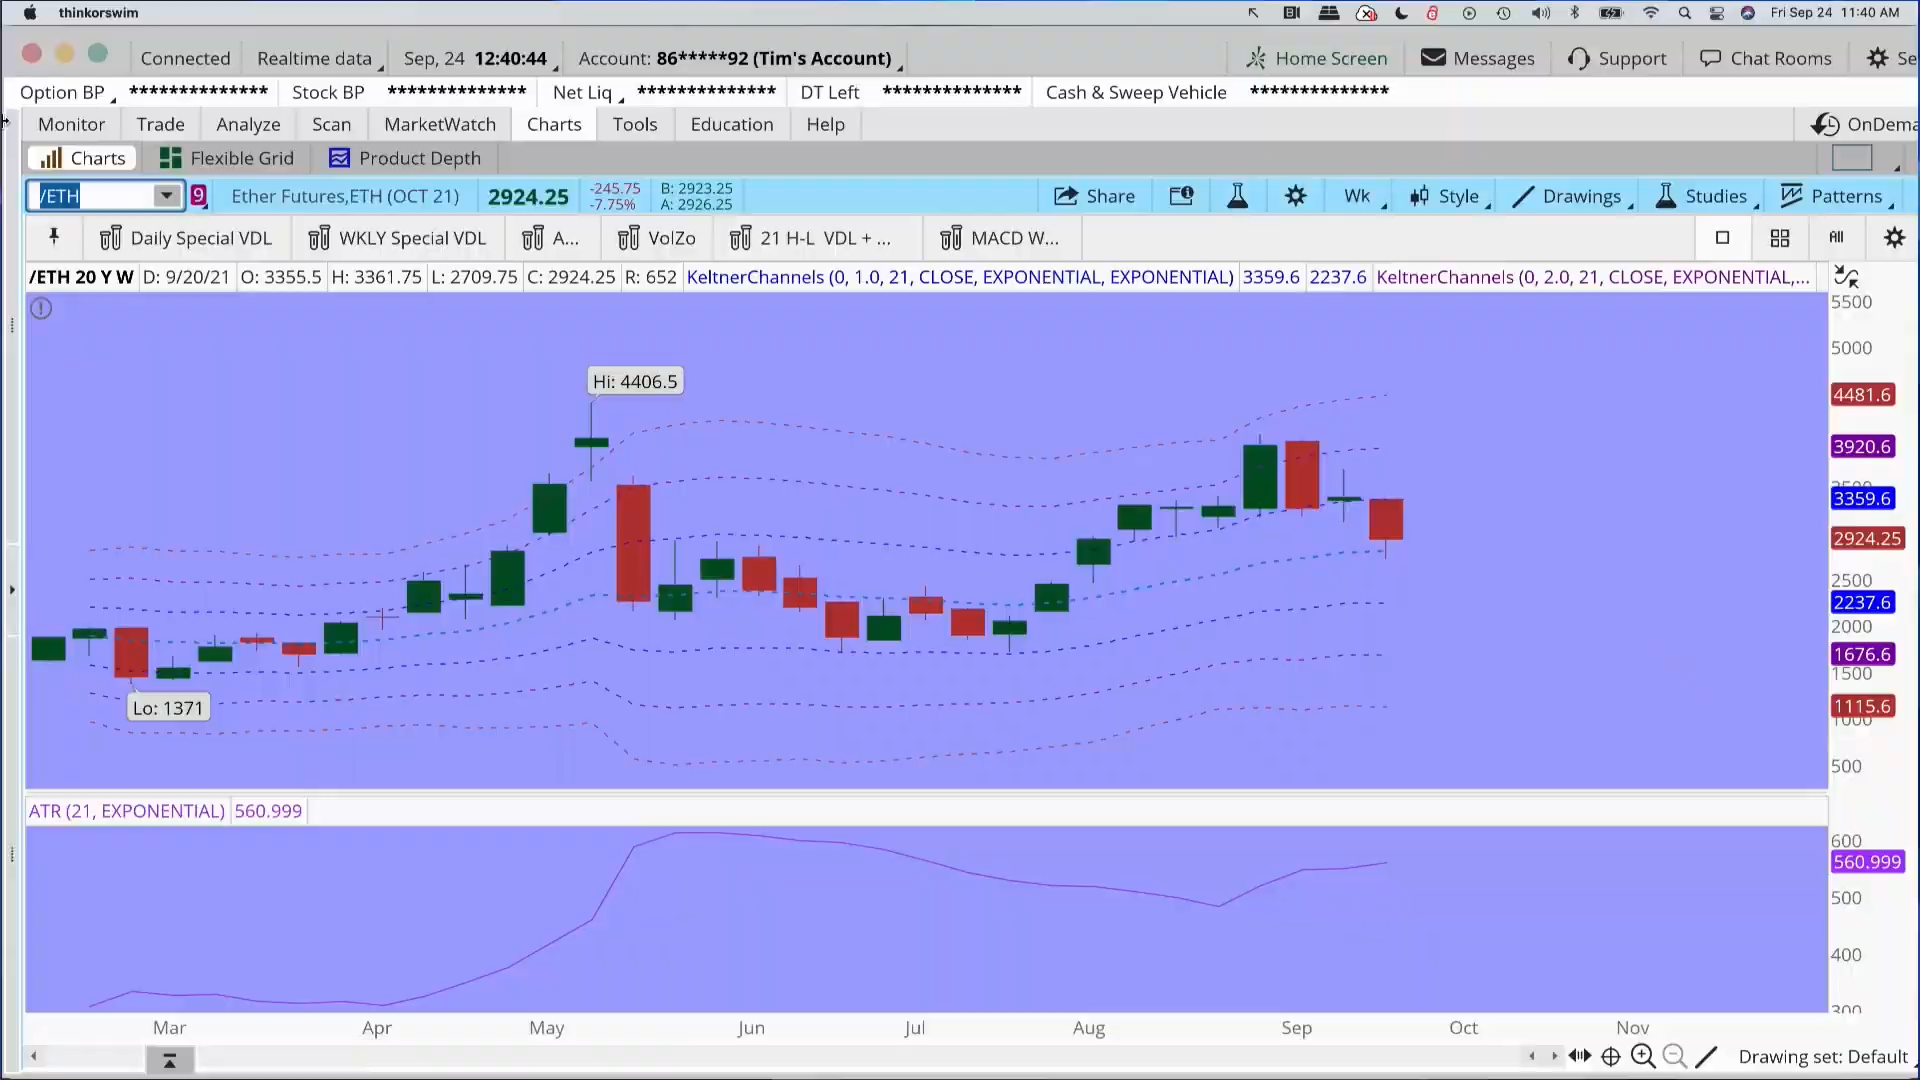 thinkorswim
Fri Sep 24 11:40 AM
Connected
Realtime data
Sep, 24 12:40:44
Account: 86*****92 (Tim's Account)
Home Screen
Messages
Support
Chat Rooms
Se
Option BP **************
Stock BP **************
Net Liq **************
DT Left **************
Cash & Sweep Vehicle **************
Monitor
Trade
Analyze
Scan
MarketWatch
Charts
Tools
Education
Help
OnDema
Charts
Flexible Grid
Product Depth
/ETH
9
Ether Futures,ETH (OCT 21)
2924.25
-245.75
-7.75%
B: 2923.25
A: 2926.25
Share
Wk
Style
Drawings
Studies
Patterns
Daily Special VDL
WKLY Special VDL
A...
VolZo
21 H-L VDL + ...
MACD W...
All
/ETH 20 Y W
D: 9/20/21
O: 3355.5
H: 3361.75
L: 2709.75
C: 2924.25
R: 652
KeltnerChannels (0, 1.0, 21, CLOSE, EXPONENTIAL, EXPONENTIAL)
3359.6
2237.6
KeltnerChannels (0, 2.0, 21, CLOSE, EXPONENTIAL,...
5500
5000
Hi: 4406.5
4481.6
3920.6
3359.6
2924.25
2500
2237.6
2000
1676.6
1500
Lo: 1371
1115.6
1000
500
ATR (21, EXPONENTIAL)
560.999
600
560.999
500
400
300
Mar
Apr
May
Jun
Jul
Aug
Sep
Oct
Nov
Drawing set: Default